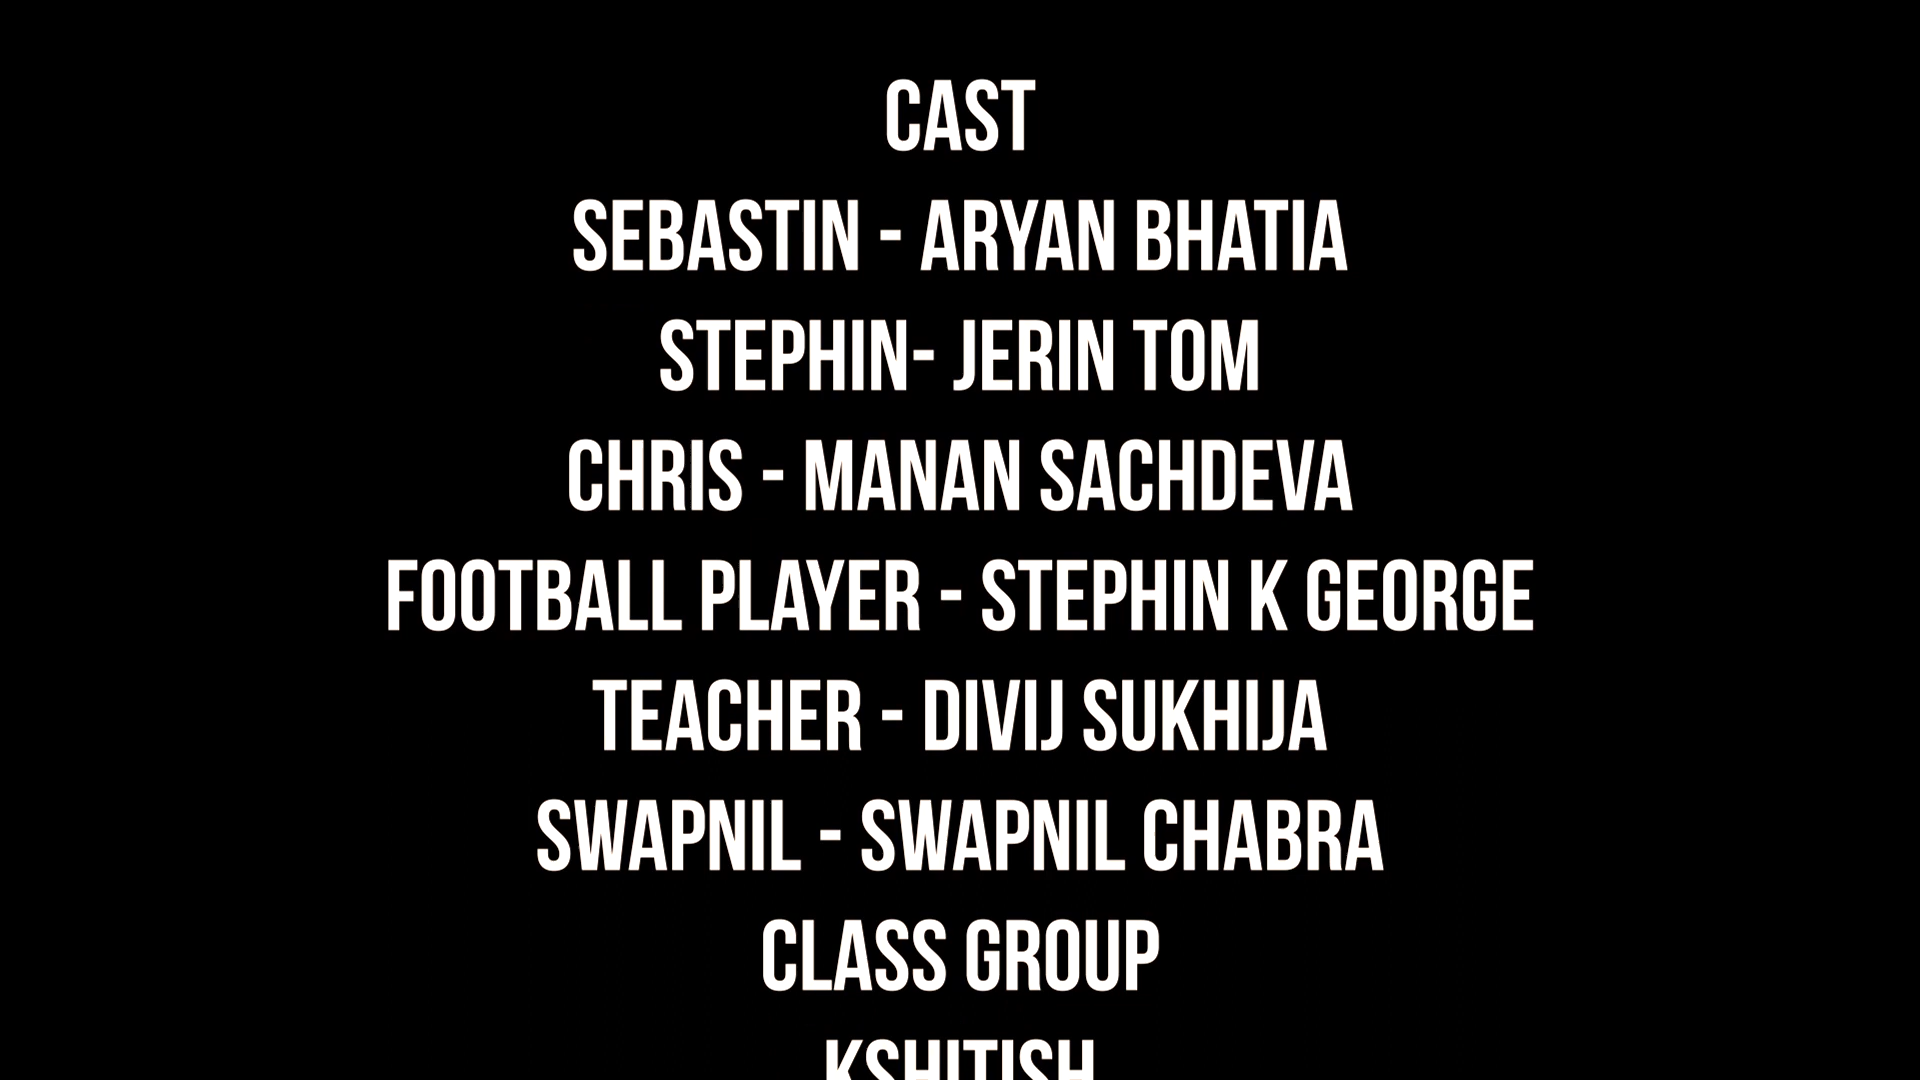 CAST
SEBASTIN - ARYAN BHATIA
STEPHIN- JERIN TOM
CHRIS - MANAN SACHDEVA
FOOTBALL PLAYER - STEPHIN K GEORGE
TEACHER - DIVIJ SUKHIJA
SWAPNIL - SWAPNIL CHABRA
CLASS GROUP
KSHITISH